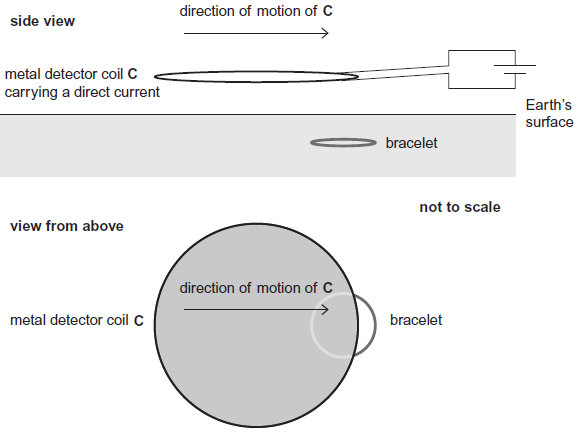 side view
direction of motion of C
metal detector coil C
carrying a direct current
Earth's
surface
bracelet
not to scale
view from above
direction of motion of C
metal detector coil C
bracelet